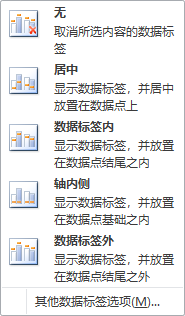 无
取消所选内容的数据标
签
居中
显示数据标签，并居中
放置在数据点上
数据标签内
显示数据标签，并放置
在数据点结尾之内
轴内侧
显示数据标签，并放置
在数据点基础之内
数据标签外
显示数据标签，并放置
在数据点结尾之外
其他数据标签选项(M)...